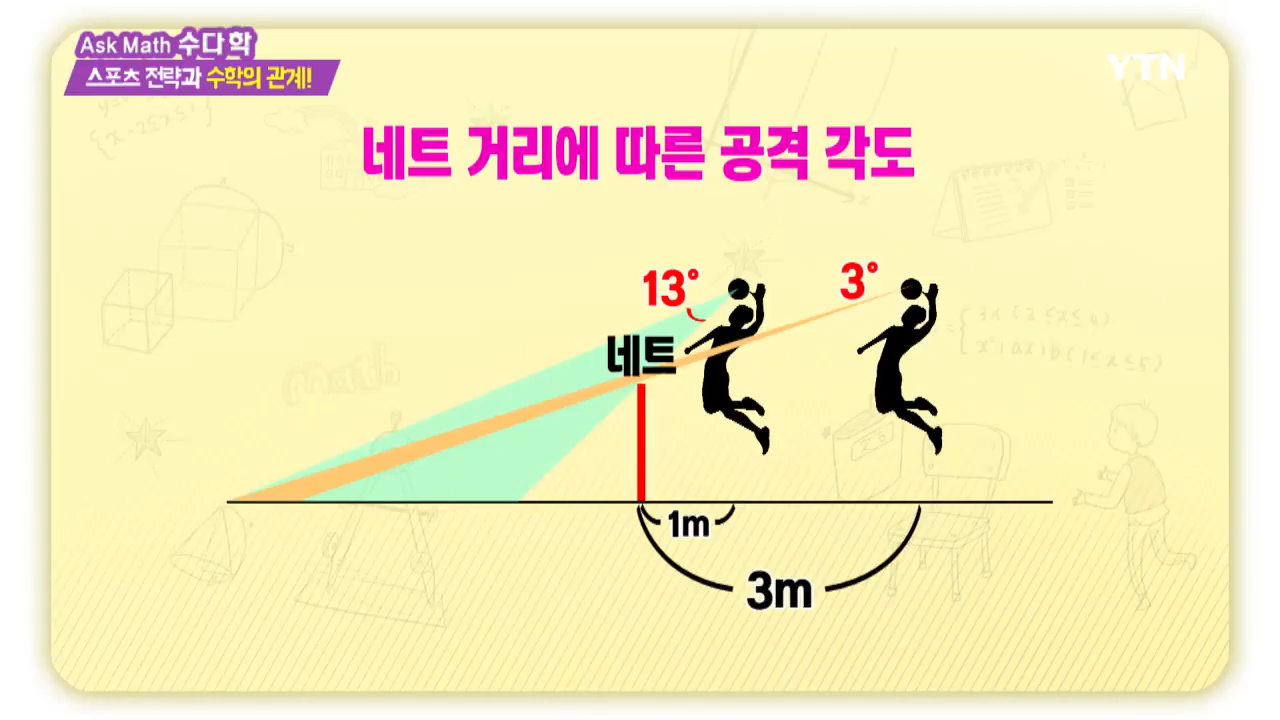 Ask Math 수다학
스포츠 전략과 수학의 관계!
YTN
네트 거리에 따른 공격 각도
13°
3°
네트
1m
3m
math